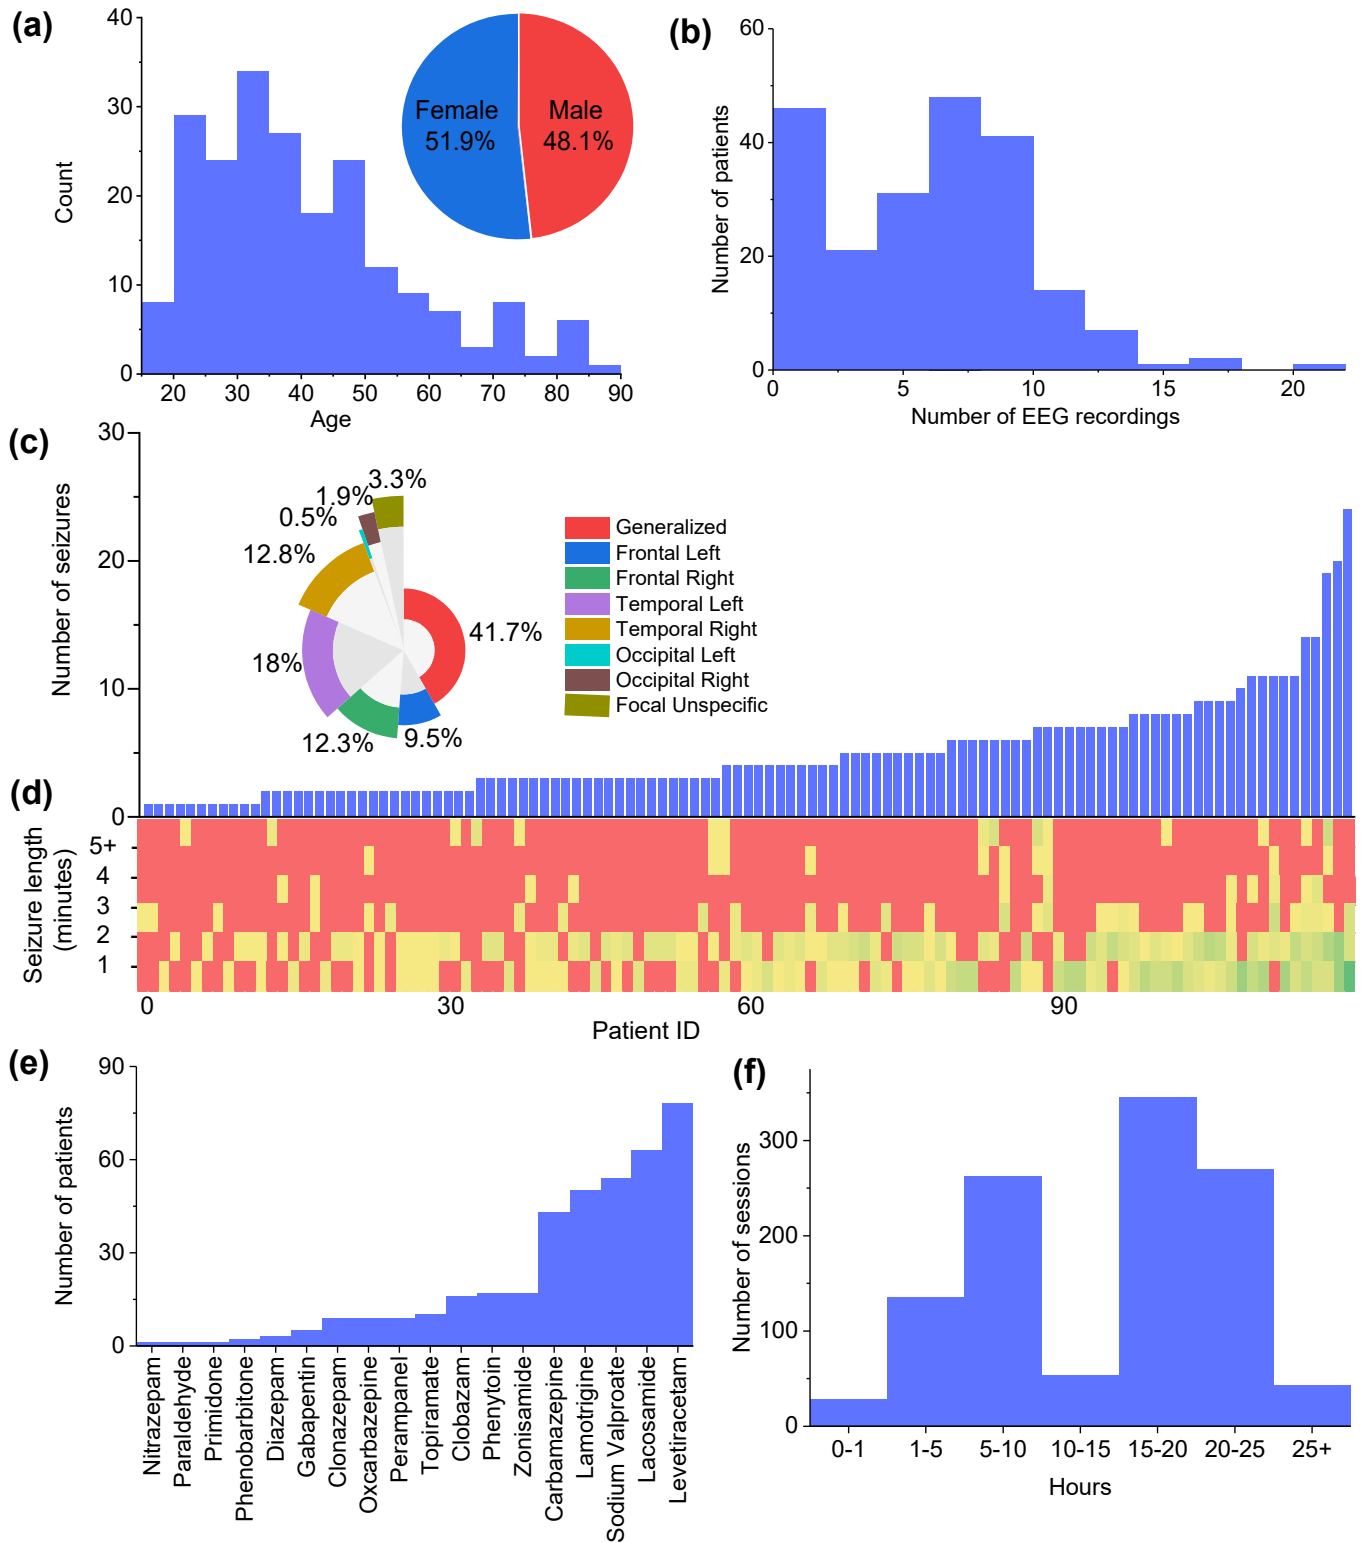 (a)
40
30
20
10
0
Count
20 30 40 50 60 70 80 90
Age
Female
51.9%
Male
48.1%
(b)
60
40
20
0
Number of patients
0 5 10 15 20
Number of EEG recordings
(c)
30
20
10
0
Number of seizures
3.3%
1.9%
0.5%
12.8%
18%
12.3%
9.5%
41.7%
Generalized
Frontal Left
Frontal Right
Temporal Left
Temporal Right
Occipital Left
Occipital Right
Focal Unspecific
(d)
5+
4
3
2
1
Seizure length
(minutes)
0 30 60 90
Patient ID
(e)
90
60
30
0
Number of patients
Nitrazepam
Paraldehyde
Primidone
Phenobarbitone
Diazepam
Gabapentin
Clonazepam
Oxcarbazepine
Perampanel
Topiramate
Clobazam
Phenytoin
Zonisamide
Carbamazepine
Lamotrigine
Sodium Valproate
Lacosamide
Levetiracetam
(f)
300
200
100
0
Number of sessions
0-1 1-5 5-10 10-15 15-20 20-25 25+
Hours